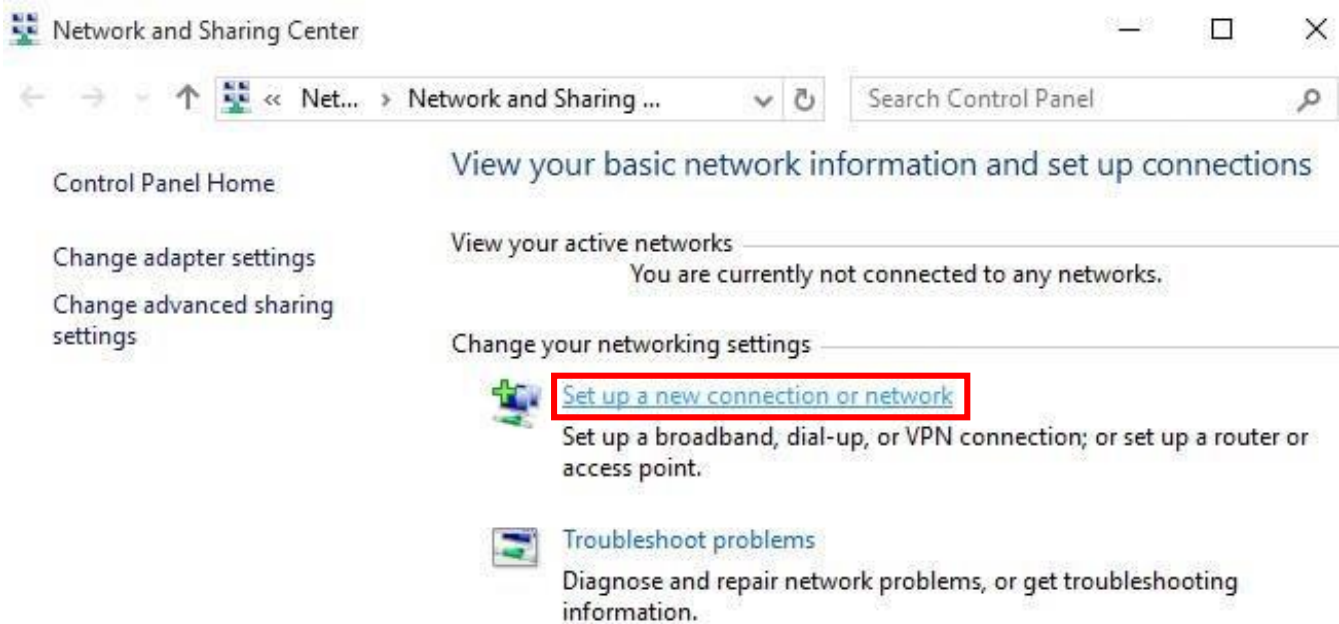 Network and Sharing Center
« Net... › Network and Sharing ...
Search Control Panel
Control Panel Home
Change adapter settings
Change advanced sharing
settings
View your basic network information and set up connections
View your active networks
You are currently not connected to any networks.
Change your networking settings
Set up a new connection or network
Set up a broadband, dial-up, or VPN connection; or set up a router or
access point.
Troubleshoot problems
Diagnose and repair network problems, or get troubleshooting
information.